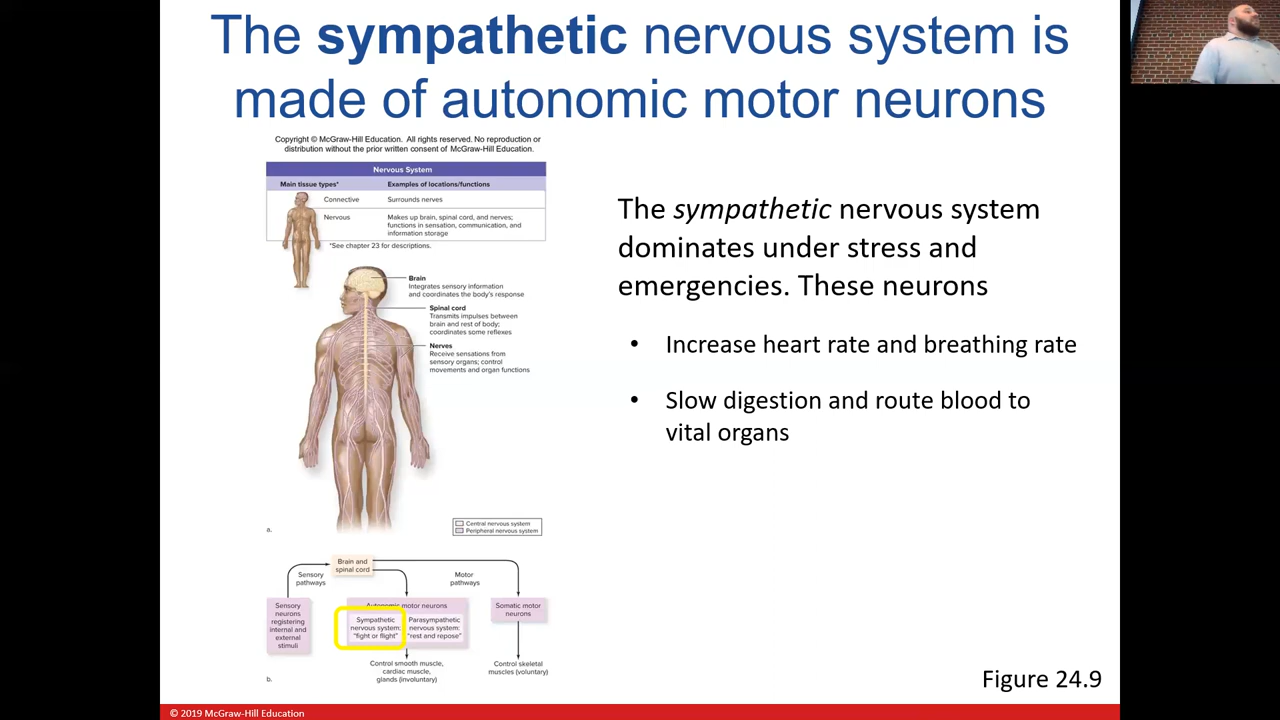 The sympathetic nervous system is
made of autonomic motor neurons
Copyright © McGraw-Hill Education. All rights reserved. No reproduction or
distribution without the prior written consent of McGraw-Hill Education.
Nervous System
Main tissue types* Examples of locations/functions
Connective Surrounds nerves
Nervous Makes up brain, spinal cord, and nerves;
functions in sensation, communication, and
information storage
*See chapter 23 for descriptions.
Brain
Integrates sensory information
and coordinates the body's response
Spinal cord
Transmits impulses between
brain and rest of body;
coordinates some reflexes
Nerves
Receive sensations from
sensory organs; control
movements and organ functions
a.
Central nervous system
Peripheral nervous system
Brain and
spinal cord
Sensory
pathways
Motor
pathways
Sensory
neurons
registering
internal and
external
stimuli
Autonomic motor neurons
Sympathetic
nervous system:
"fight or flight"
Parasympathetic
nervous system:
"rest and repose"
Somatic motor
neurons
Control smooth muscle,
cardiac muscle,
glands (involuntary)
Control skeletal
muscles (voluntary)
b.
The sympathetic nervous system
dominates under stress and
emergencies. These neurons
• Increase heart rate and breathing rate
• Slow digestion and route blood to
vital organs
Figure 24.9
© 2019 McGraw-Hill Education